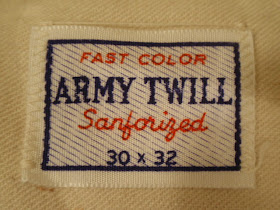 FAST COLOR
ARMY TWILL
Sanforized
30 x 32